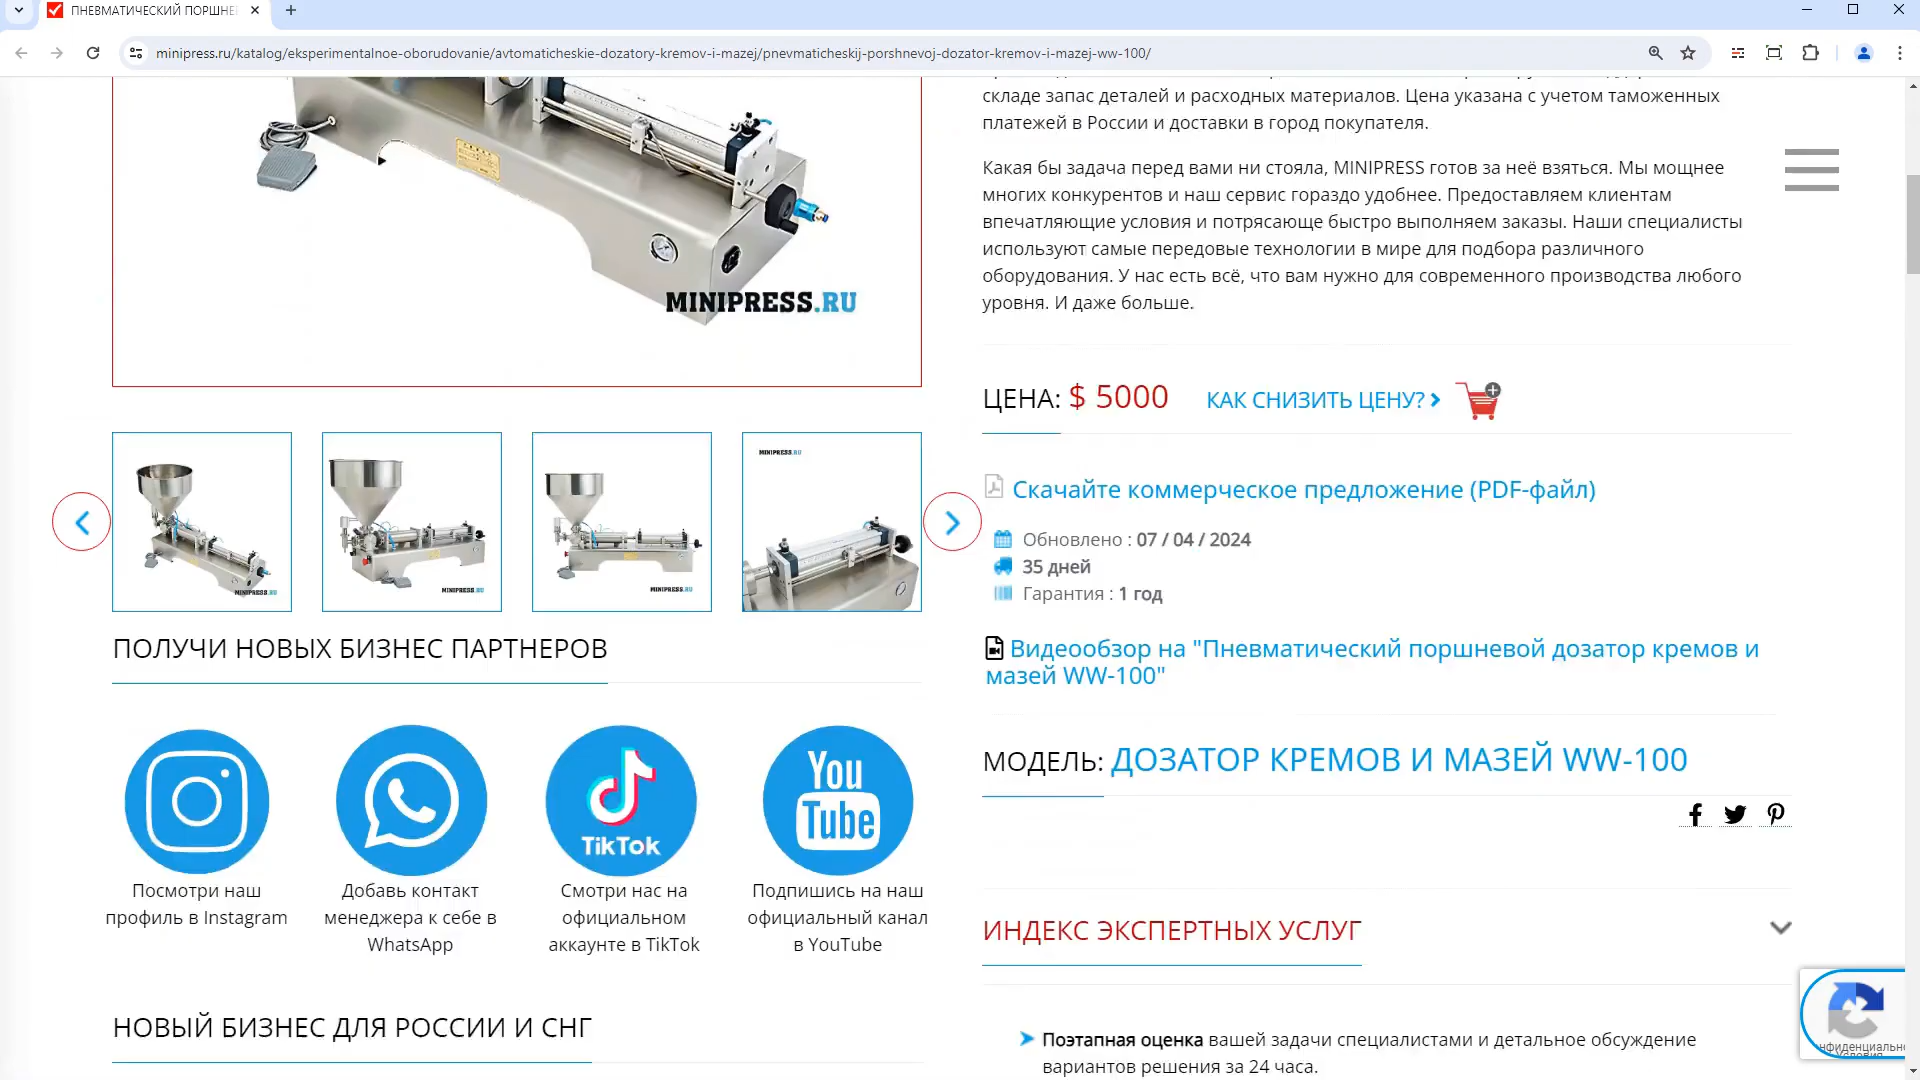 ПНЕВМАТИЧЕСКИЙ ПОРШНЕ
minipress.ru/katalog/eksperimentalnoe-oborudovanie/avtomaticheskie-dozatory-kremov-i-mazej/pnevmaticheskij-porshnevoj-dozator-kremov-i-mazej-ww-100/
складе запас деталей и расходных материалов. Цена указана с учетом таможенных
платежей в России и доставки в город покупателя.
Какая бы задача перед вами ни стояла, MINIPRESS готов за неё взяться. Мы мощнее
многих конкурентов и наш сервис гораздо удобнее. Предоставляем клиентам
впечатляющие условия и потрясающе быстро выполняем заказы. Наши специалисты
используют самые передовые технологии в мире для подбора различного
оборудования. У нас есть всё, что вам нужно для современного производства любого
уровня. И даже больше.
MINIPRESS.RU
ЦЕНА: $ 5000 КАК СНИЗИТЬ ЦЕНУ?
Скачайте коммерческое предложение (PDF-файл)
Обновлено : 07 / 04 / 2024
35 дней
Гарантия : 1 год
Видеообзор на "Пневматический поршневой дозатор кремов и
мазей WW-100"
МОДЕЛЬ: ДОЗАТОР КРЕМОВ И МАЗЕЙ WW-100
ИНДЕКС ЭКСПЕРТНЫХ УСЛУГ
Поэтапная оценка вашей задачи специалистами и детальное обсуждение
вариантов решения за 24 часа.
MINIPRESS.RU
MINIPRESS.RU
MINIPRESS.RU
MINIPRESS.RU
ПОЛУЧИ НОВЫХ БИЗНЕС ПАРТНЕРОВ
TikTok
You
Tube
Посмотри наш
профиль в Instagram
Добавь контакт
менеджера к себе в
WhatsApp
Смотри нас на
официальном
аккаунте в TikTok
Подпишись на наш
официальный канал
в YouTube
НОВЫЙ БИЗНЕС ДЛЯ РОССИИ И СНГ